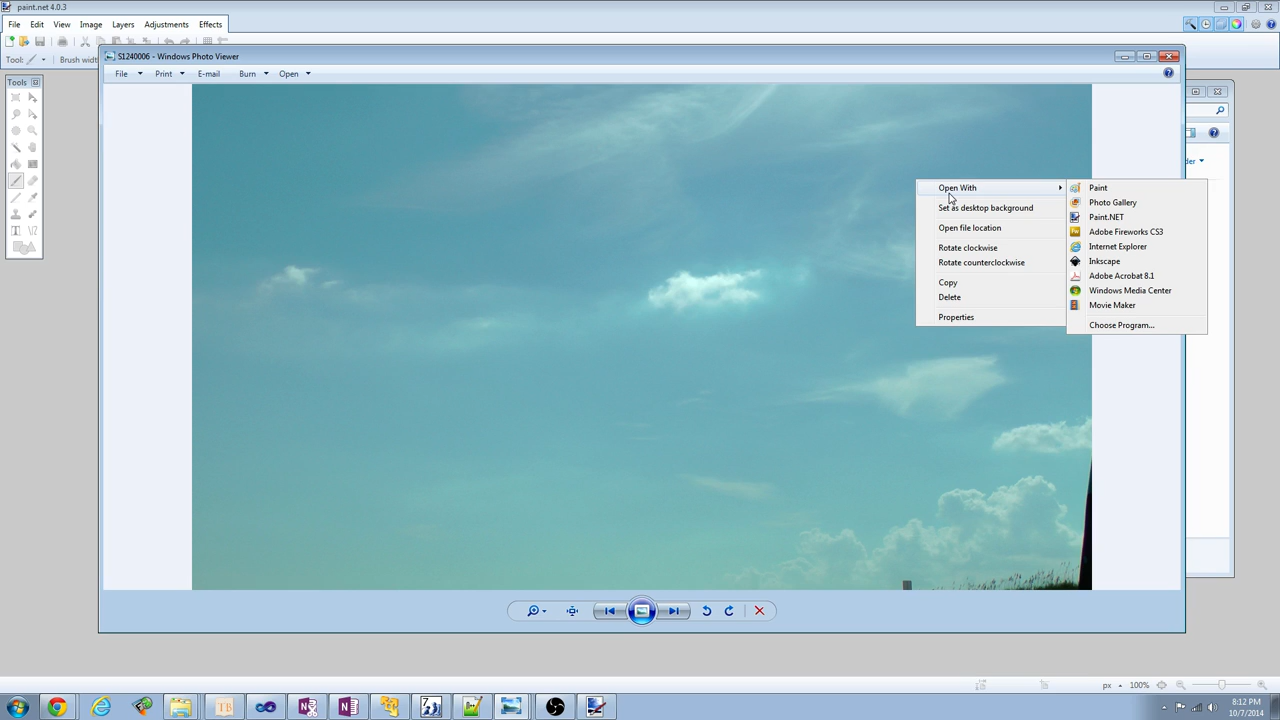 paint.net 4.0.3
File Edit View Image Layers Adjustments Effects
Tool: Brush widt
S1240006 - Windows Photo Viewer
File Print E-mail Burn Open
Tools
der
Open With
Set as desktop background
Open file location
Rotate clockwise
Rotate counterclockwise
Copy
Delete
Properties
Paint
Photo Gallery
Paint.NET
Adobe Fireworks CS3
Internet Explorer
Inkscape
Adobe Acrobat 8.1
Windows Media Center
Movie Maker
Choose Program...
px 100%
TB
8:12 PM
10/7/2014